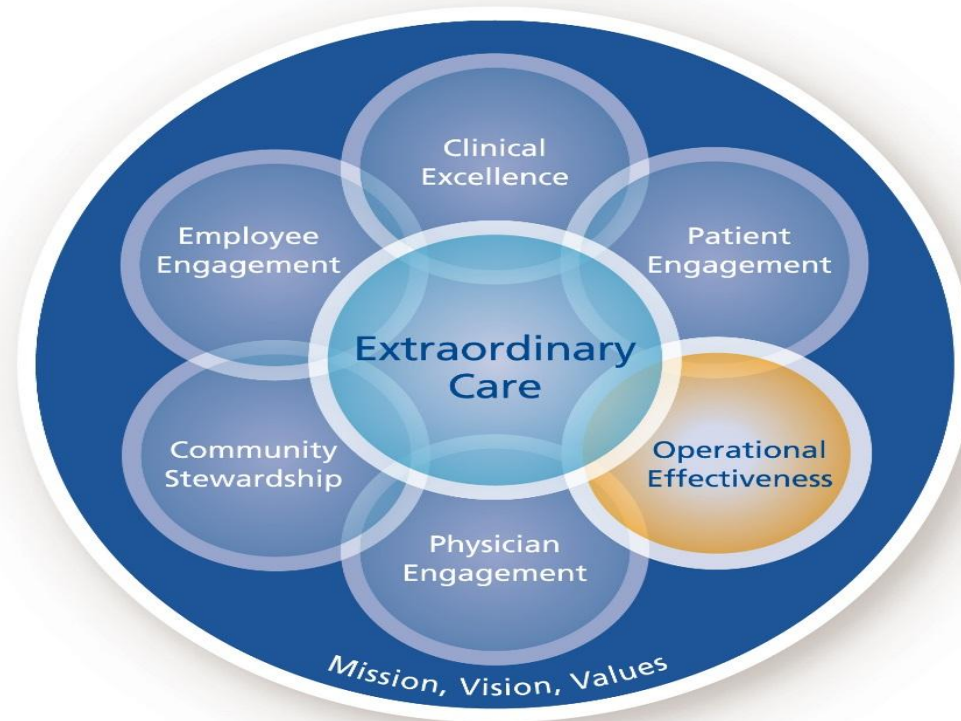 Clinical
Excellence
Employee
Engagement
Patient
Engagement
Extraordinary
Care
Community
Stewardship
Operational
Effectiveness
Physician
Engagement
Mission, Vision, Values